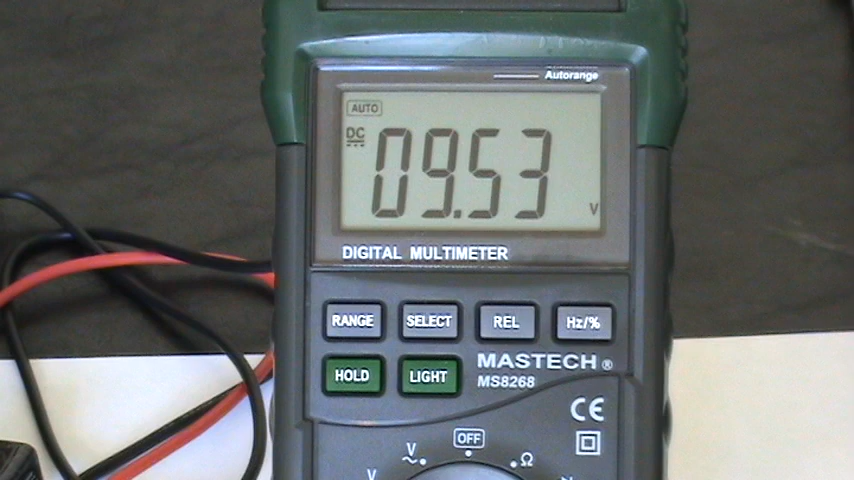 Autorange
AUTO
DC
09.53
V
DIGITAL MULTIMETER
RANGE SELECT REL Hz/%
HOLD LIGHT
MASTECH®
MS8268
CE
OFF
V~
Ω
V